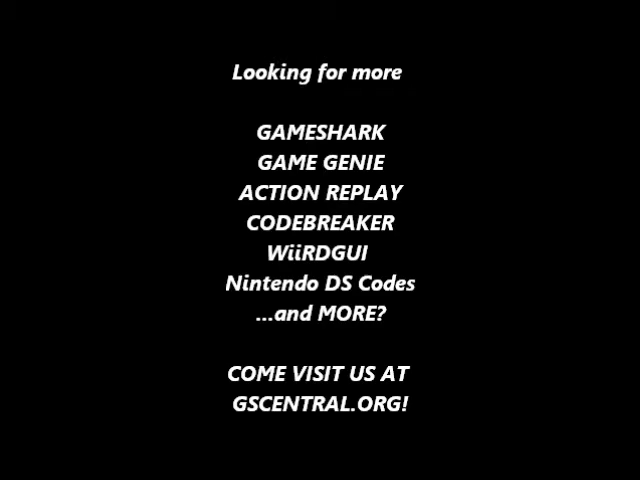 Looking for more
GAMESHARK
GAME GENIE
ACTION REPLAY
CODEBREAKER
WiiRDGUI
Nintendo DS Codes
...and MORE?
COME VISIT US AT
GSCENTRAL.ORG!